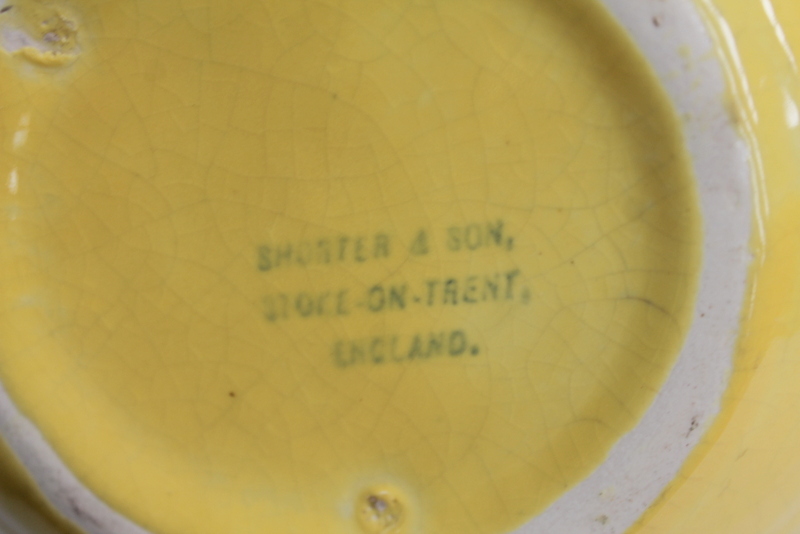 SHORTER & SON,
STOKE-ON-TRENT,
ENGLAND.